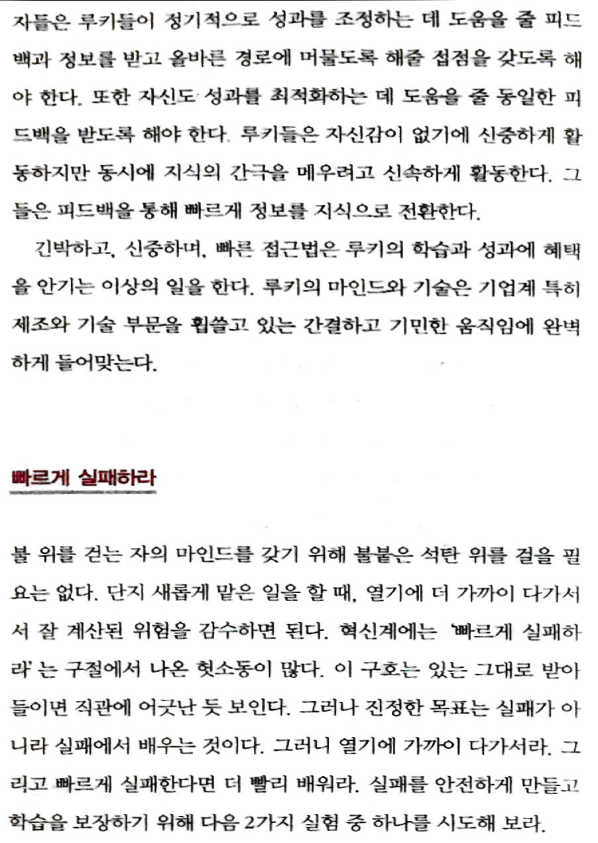 자들은 루키들이 정기적으로 성과를 조정하는 데 도움을 줄 피드
백과 정보를 받고 올바른 경로에 머물도록 해줄 접점을 갖도록 해
야 한다. 또한 자신도 성과를 최적화하는 데 도움을 줄 동일한 피
드백을 받도록 해야 한다. 루키들은 자신감이 없기에 신중하게 활
동하지만 동시에 지식의 간극을 메우려고 신속하게 활동한다. 그
들은 피드백을 통해 빠르게 정보를 지식으로 전환한다.
긴박하고, 신중하며, 빠른 접근법은 루키의 학습과 성과에 혜택
을 안기는 이상의 일을 한다. 루키의 마인드와 기술은 기업계 특히
제조와 기술 부문을 휩쓸고 있는 간결하고 기민한 움직임에 완벽
하게 들어맞는다.
빠르게 실패하라
불 위를 걷는 자의 마인드를 갖기 위해 불붙은 석탄 위를 걸을 필
요는 없다. 단지 새롭게 맡은 일을 할 때, 열기에 더 가까이 다가서
서 잘 계산된 위험을 감수하면 된다. 혁신계에는 '빠르게 실패하
라'는 구절에서 나온 헛소동이 많다. 이 구호는 있는 그대로 받아
들이면 직관에 어긋난 듯 보인다. 그러나 진정한 목표는 실패가 아
니라 실패에서 배우는 것이다. 그러니 열기에 가까이 다가서라. 그
리고 빠르게 실패한다면 더 빨리 배워라. 실패를 안전하게 만들고
학습을 보장하기 위해 다음 2가지 실험 중 하나를 시도해 보라.